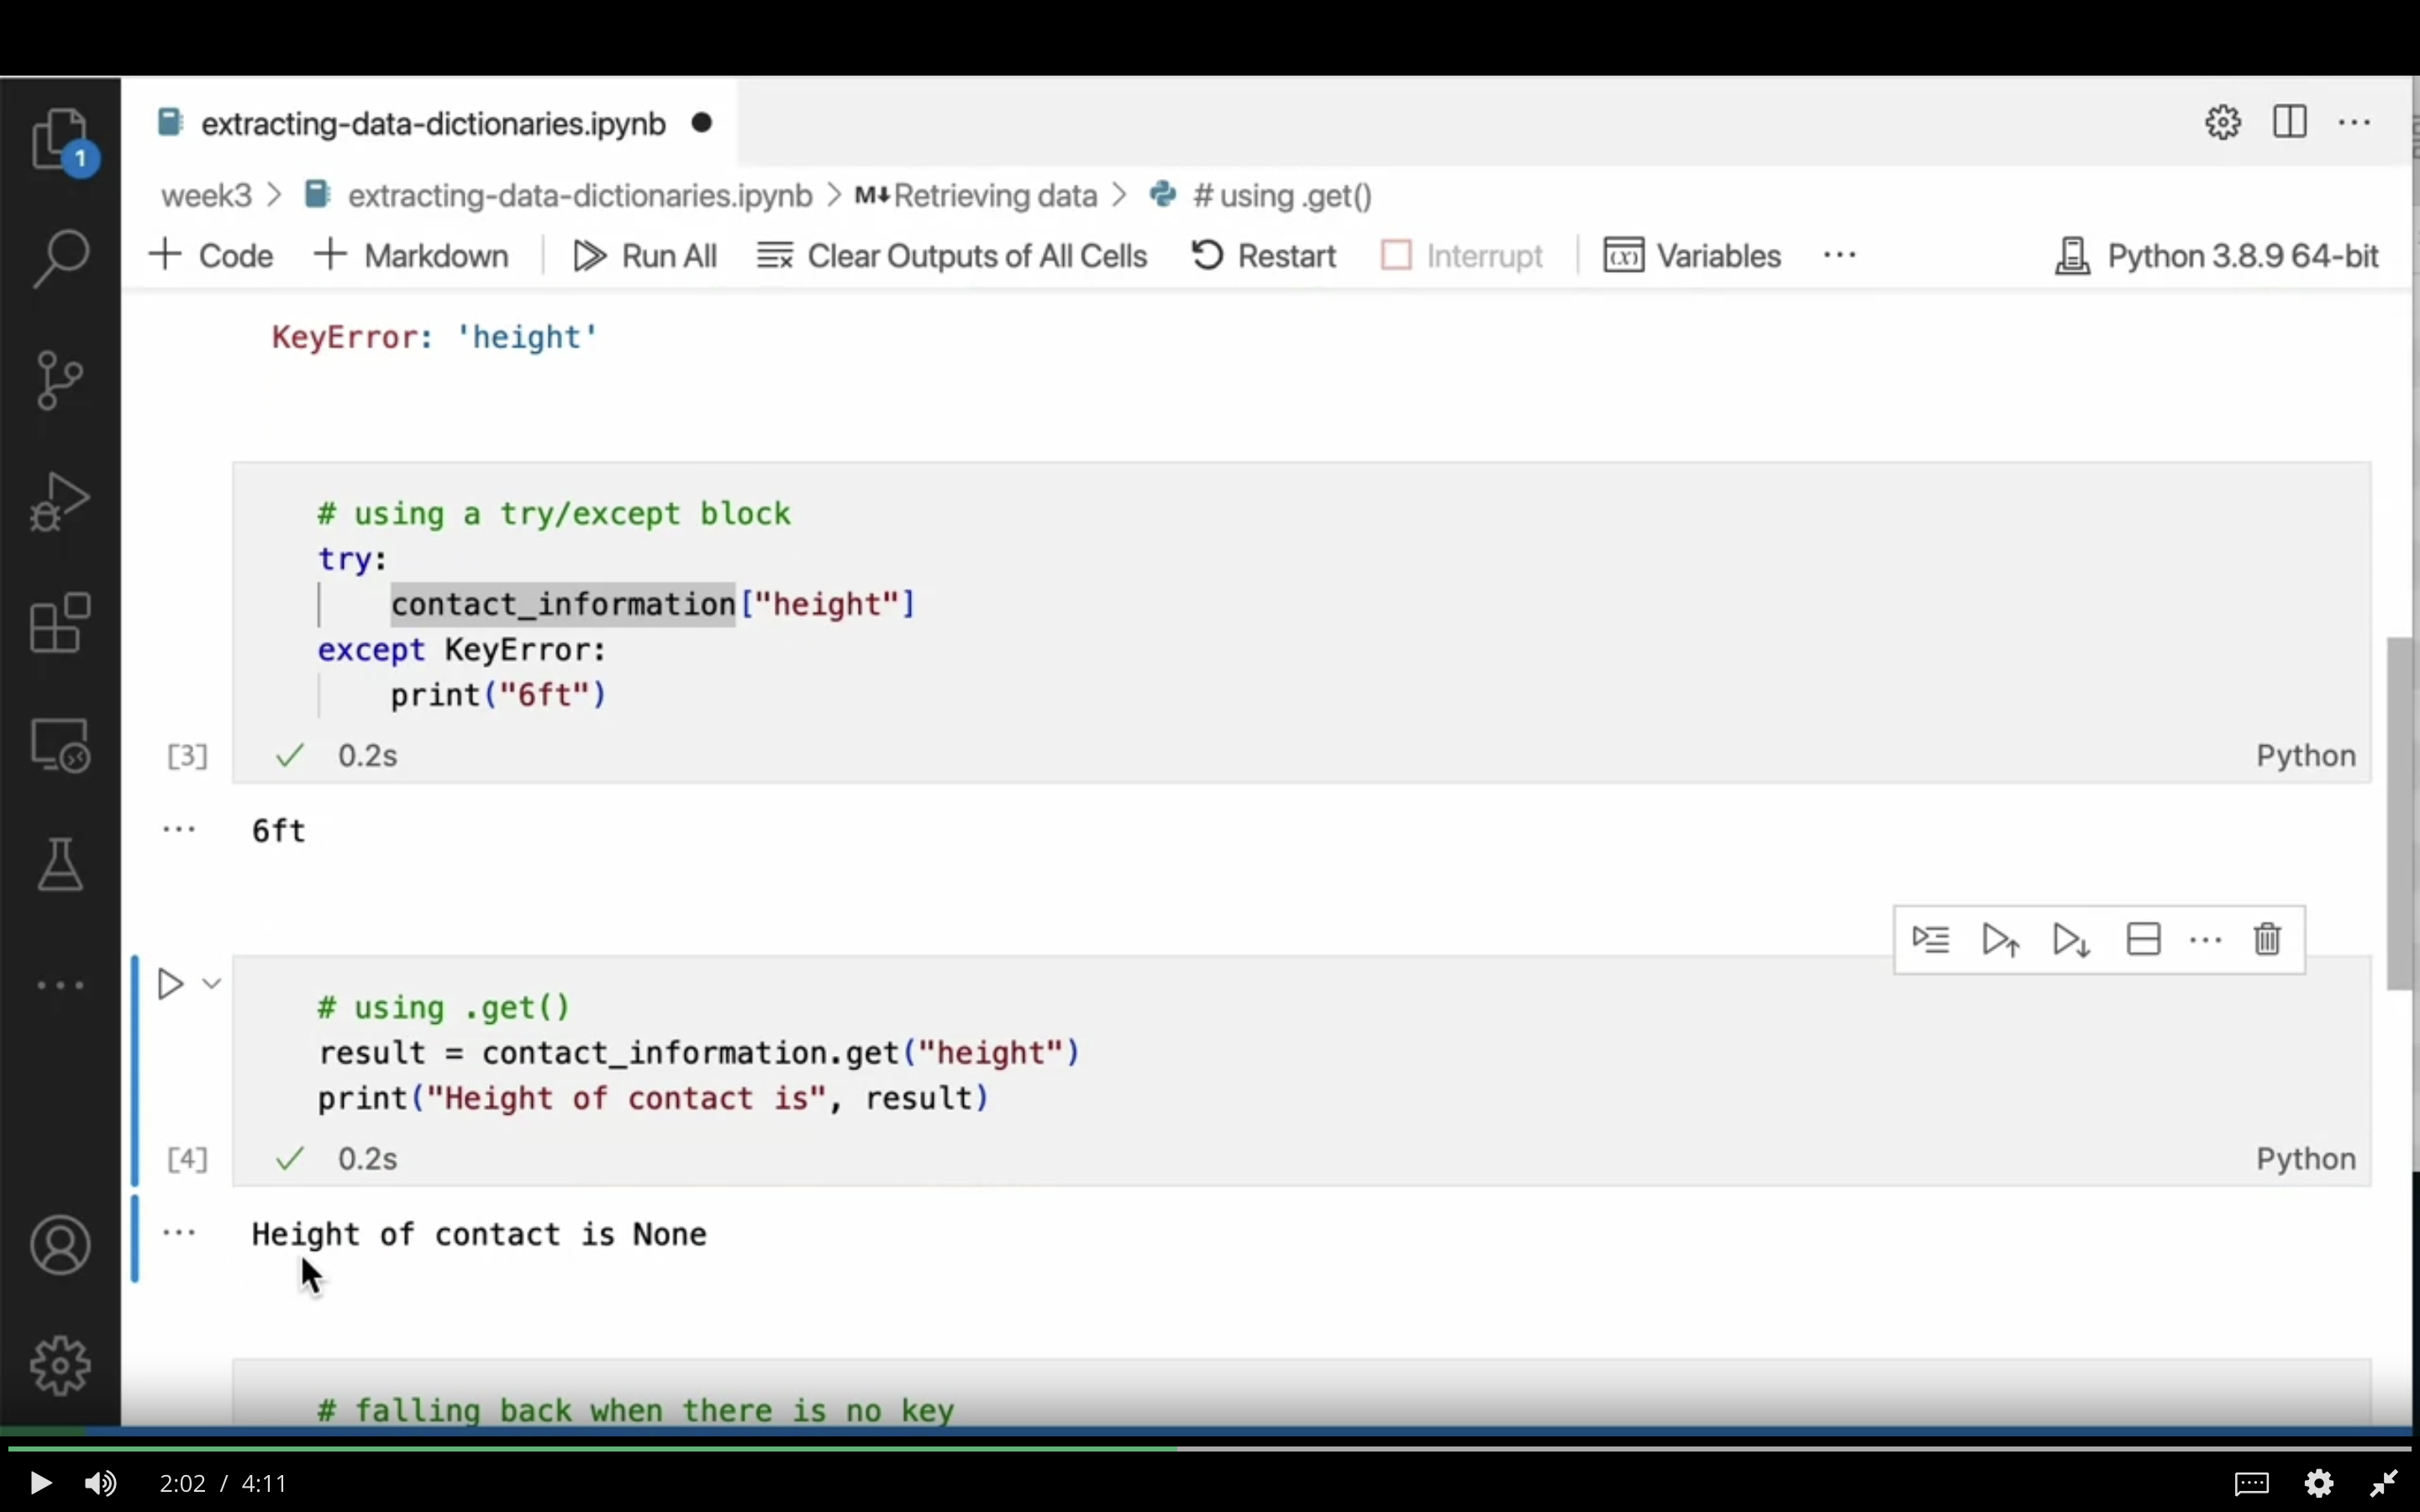 extracting-data-dictionaries.ipynb
1
week3 > extracting-data-dictionaries.ipynb > M↓Retrieving data > # using .get()
+ Code + Markdown Run All Clear Outputs of All Cells Restart Interrupt (x) Variables ... Python 3.8.9 64-bit
KeyError: 'height'
# using a try/except block
try:
contact_information["height"]
except KeyError:
print("6ft")
[3] ✓ 0.2s Python
... 6ft
# using .get()
result = contact_information.get("height")
print("Height of contact is", result)
[4] ✓ 0.2s Python
... Height of contact is None
# falling back when there is no key
2:02 / 4:11